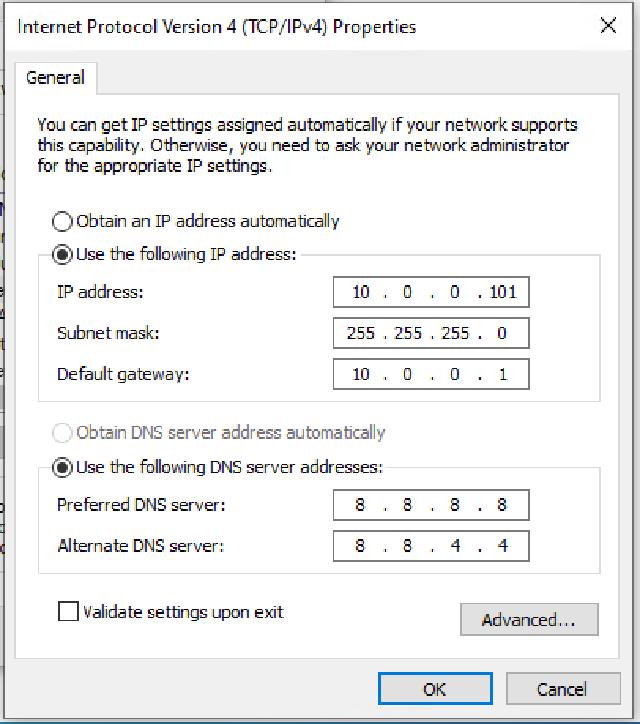 Internet Protocol Version 4 (TCP/IPv4) Properties
General
You can get IP settings assigned automatically if your network supports
this capability. Otherwise, you need to ask your network administrator
for the appropriate IP settings.
Obtain an IP address automatically
Use the following IP address:
IP address: 10 . 0 . 0 . 101
Subnet mask: 255 . 255 . 255 . 0
Default gateway: 10 . 0 . 0 . 1
Obtain DNS server address automatically
Use the following DNS server addresses:
Preferred DNS server: 8 . 8 . 8 . 8
Alternate DNS server: 8 . 8 . 4 . 4
Validate settings upon exit
Advanced...
OK Cancel